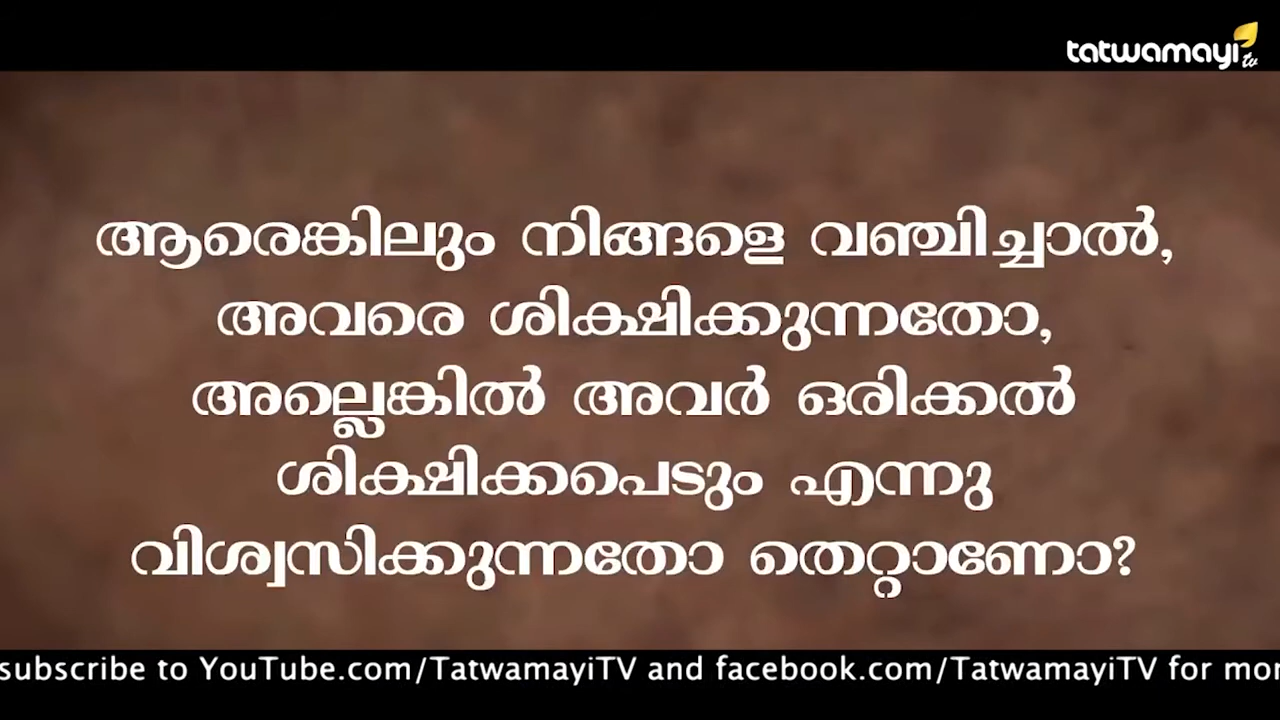 tatwamayi tv
ആരെങ്കിലും നിങ്ങളെ വഞ്ചിച്ചാൽ,
അവരെ ശിക്ഷിക്കുന്നതോ,
അല്ലെങ്കിൽ അവർ ഒരിക്കൽ
ശിക്ഷിക്കപെടും എന്നു
വിശ്വസിക്കുന്നതോ തെറ്റാണോ?
subscribe to YouTube.com/TatwamayiTV and facebook.com/TatwamayiTV for